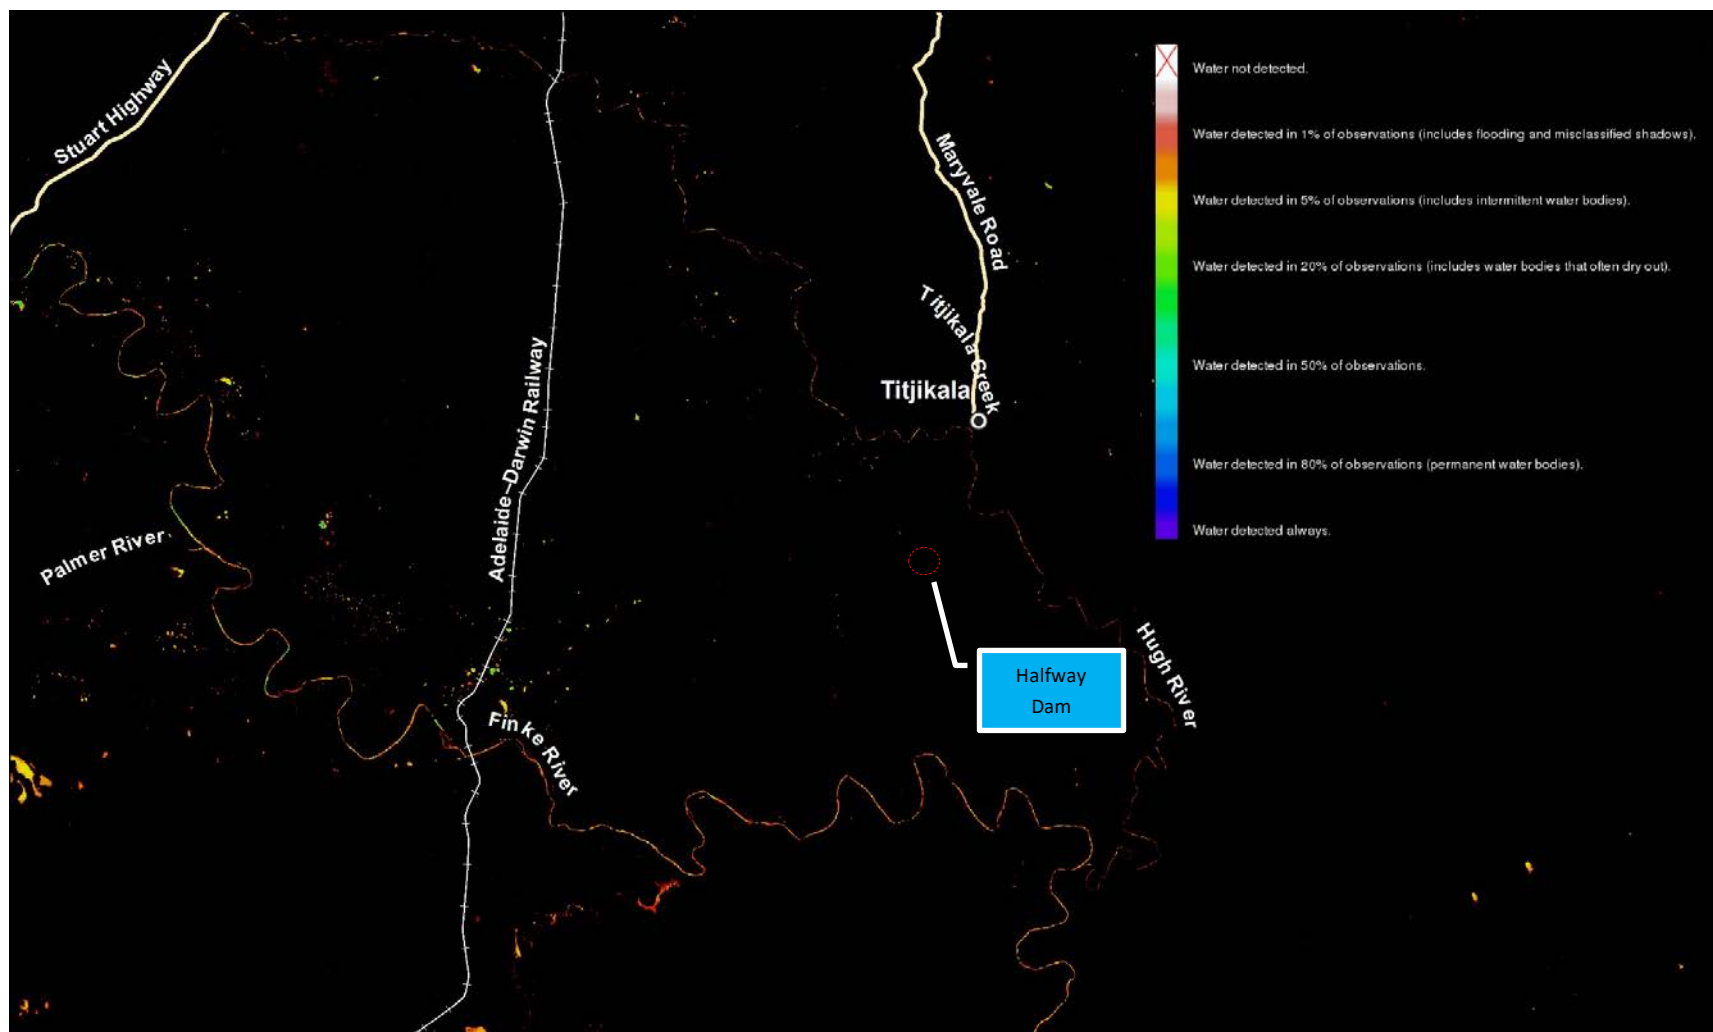 Stuart Highway
Maryvale Road
Titjikala Creek
Titjikala
Adelaide–Darwin Railway
Palmer River
Finke River
Hugh River
Halfway
Dam
Water not detected.
Water detected in 1% of observations (includes flooding and misclassified shadows).
Water detected in 5% of observations (includes intermittent water bodies).
Water detected in 20% of observations (includes water bodies that often dry out).
Water detected in 50% of observations.
Water detected in 80% of observations (permanent water bodies).
Water detected always.